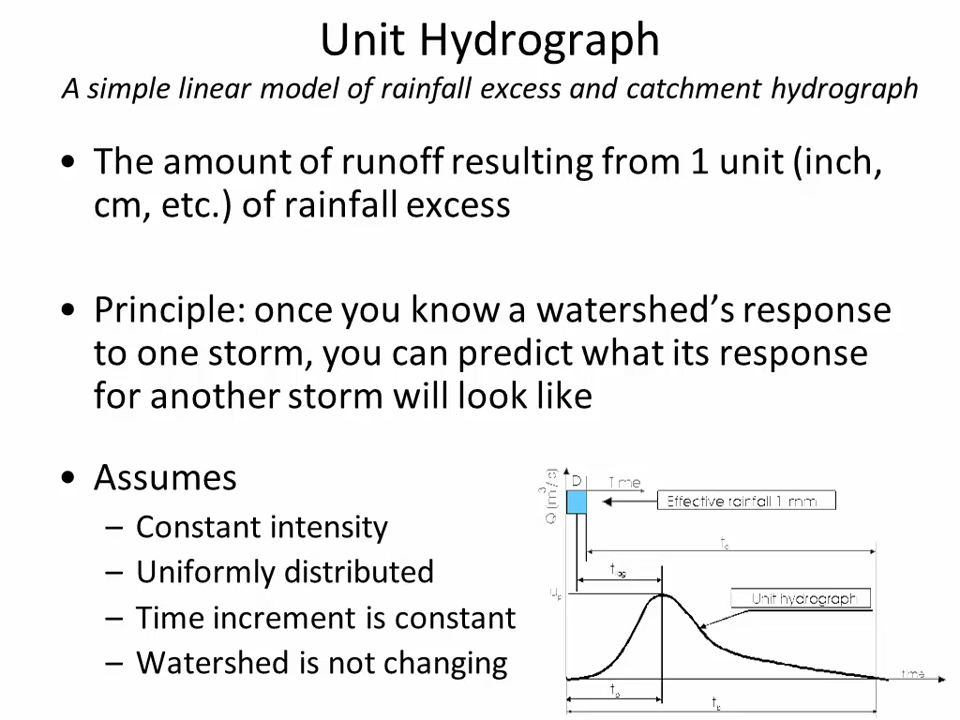 Unit Hydrograph
A simple linear model of rainfall excess and catchment hydrograph
• The amount of runoff resulting from 1 unit (inch,
cm, etc.) of rainfall excess
• Principle: once you know a watershed’s response
to one storm, you can predict what its response
for another storm will look like
• Assumes
– Constant intensity
– Uniformly distributed
– Time increment is constant
– Watershed is not changing
Q (m³/s)
D
Time
Effective rainfall 1 mm
Unit hydrograph
time